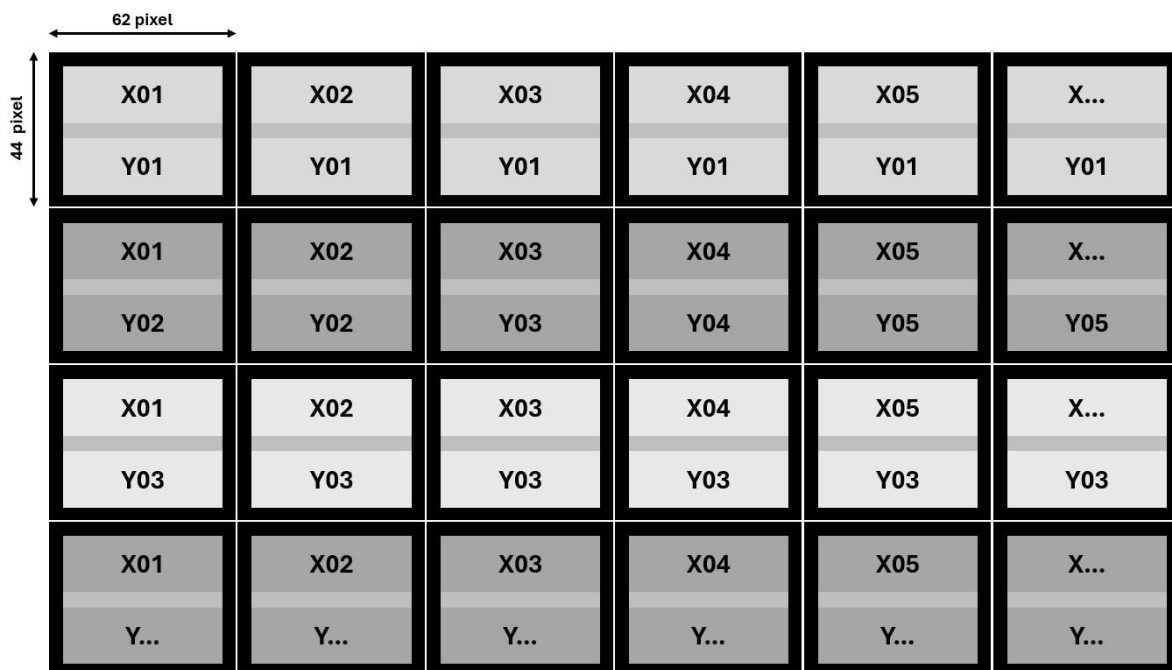 62 pixel
44 pixel
X01 X02 X03 X04 X05 X...
Y01 Y01 Y01 Y01 Y01 Y01
X01 X02 X03 X04 X05 X...
Y02 Y02 Y03 Y04 Y05 Y05
X01 X02 X03 X04 X05 X...
Y03 Y03 Y03 Y03 Y03 Y03
X01 X02 X03 X04 X05 X...
Y... Y... Y... Y... Y... Y...